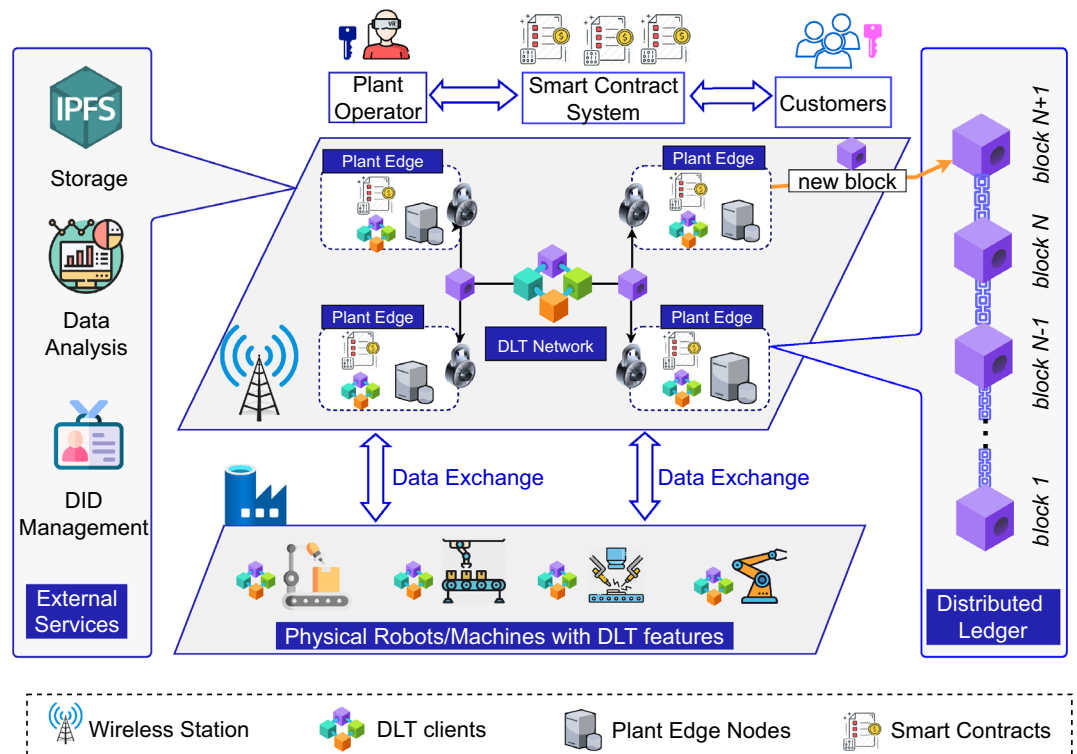 VR
Plant
Operator
Smart Contract
System
Customers
IPFS
Storage
Data
Analysis
DID
Management
External
Services
Plant Edge
Plant Edge
new block
Plant Edge
Plant Edge
DLT Network
block N+1
block N
block N-1
block 1
Distributed
Ledger
Data Exchange
Data Exchange
Physical Robots/Machines with DLT features
Wireless Station
DLT clients
Plant Edge Nodes
Smart Contracts